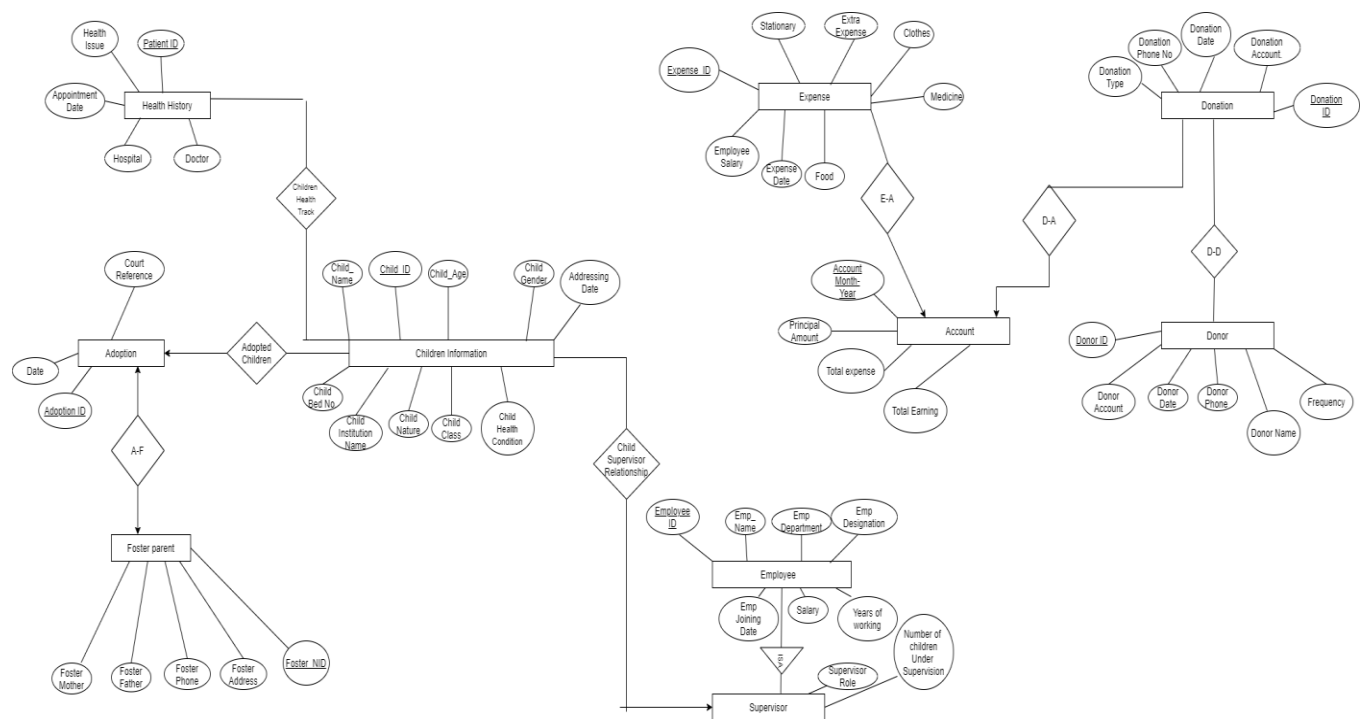 Health
Issue
Patient ID
Appointment
Date
Health History
Hospital
Doctor
Children
Health
Track
Stationary
Extra
Expense
Clothes
Expense_ID
Expense
Medicine
Employee
Salary
Expense
Date
Food
E-A
Donation
Type
Donation
Phone No
Donation
Date
Donation
Account.
Donation
Donation
ID
D-A
D-D
Court
Reference
Adoption
Date
Adoption ID
Adopted
Children
Child_
Name
Child_ID
Child_Age
Child
Gender
Addressing
Date
Children Information
Child
Bed No.
Child
Institution
Name
Child
Nature
Child
Class
Child
Health
Condition
Account
Month-
Year
Principal
Amount
Account
Total expense
Total Earning
Donor ID
Donor
Donor
Account
Donor
Date
Donor
Phone
Donor Name
Frequency
A-F
Foster parent
Foster
Mother
Foster
Father
Foster
Phone
Foster
Address
Foster_NID
Child
Supervisor
Relationship
Employee
ID
Emp_
Name
Emp
Department
Emp
Designation
Employee
Emp
Joining
Date
Salary
Years of
working
ISA
Supervisor
Role
Number of
children
Under
Supervision
Supervisor